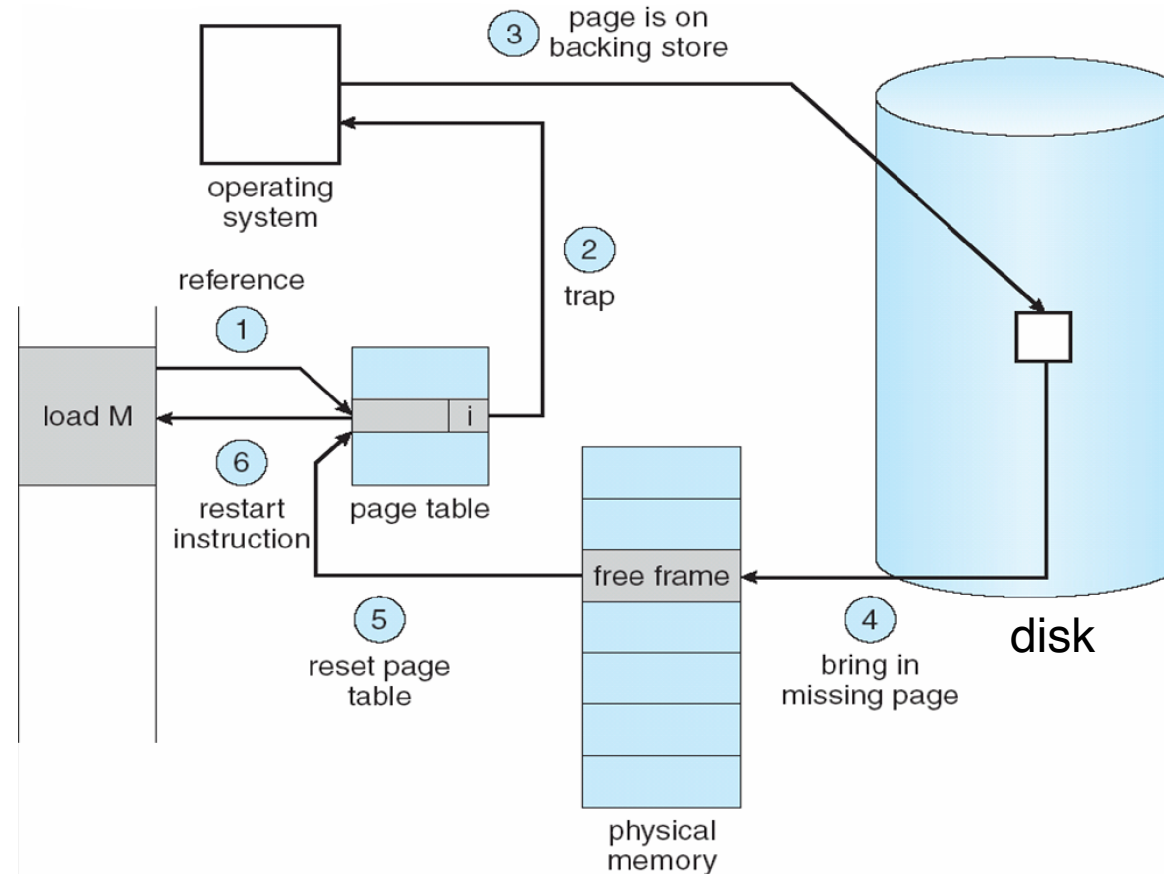 3
page is on
backing store
operating
system
2
trap
reference
1
load M
i
6
restart
instruction
page table
free frame
5
reset page
table
4
bring in
missing page
disk
physical
memory